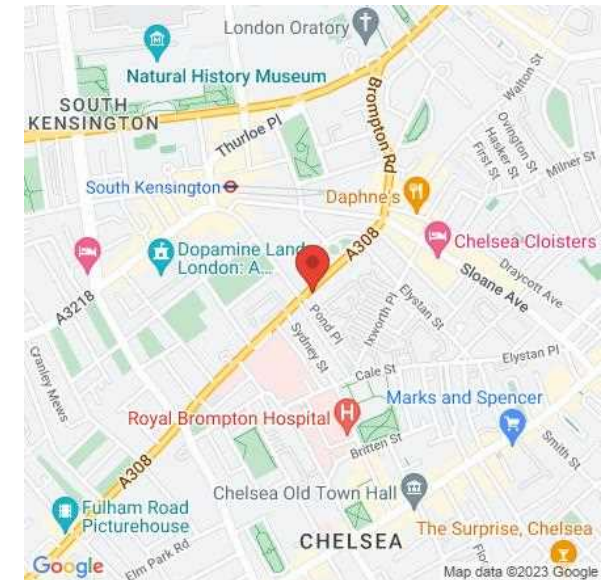 London Oratory
Natural History Museum
SOUTH
KENSINGTON
Thurloe Pl
Brompton Rd
Walton St
Ovington St
Hasker St
First St
Milner St
South Kensington
Daphne's
Chelsea Cloisters
Dopamine Land
London: A...
A308
Sloane Ave
Draycott Ave
A3218
Pond Pl
Ixworth Pl
Elystan St
Sydney St
Elystan Pl
Cranley Mews
Cale St
Marks and Spencer
Royal Brompton Hospital
Britten St
Smith St
A308
Chelsea Old Town Hall
Fulham Road
Picturehouse
CHELSEA
The Surprise, Chelsea
Elm Park Rd
Google
Map data ©2023 Google